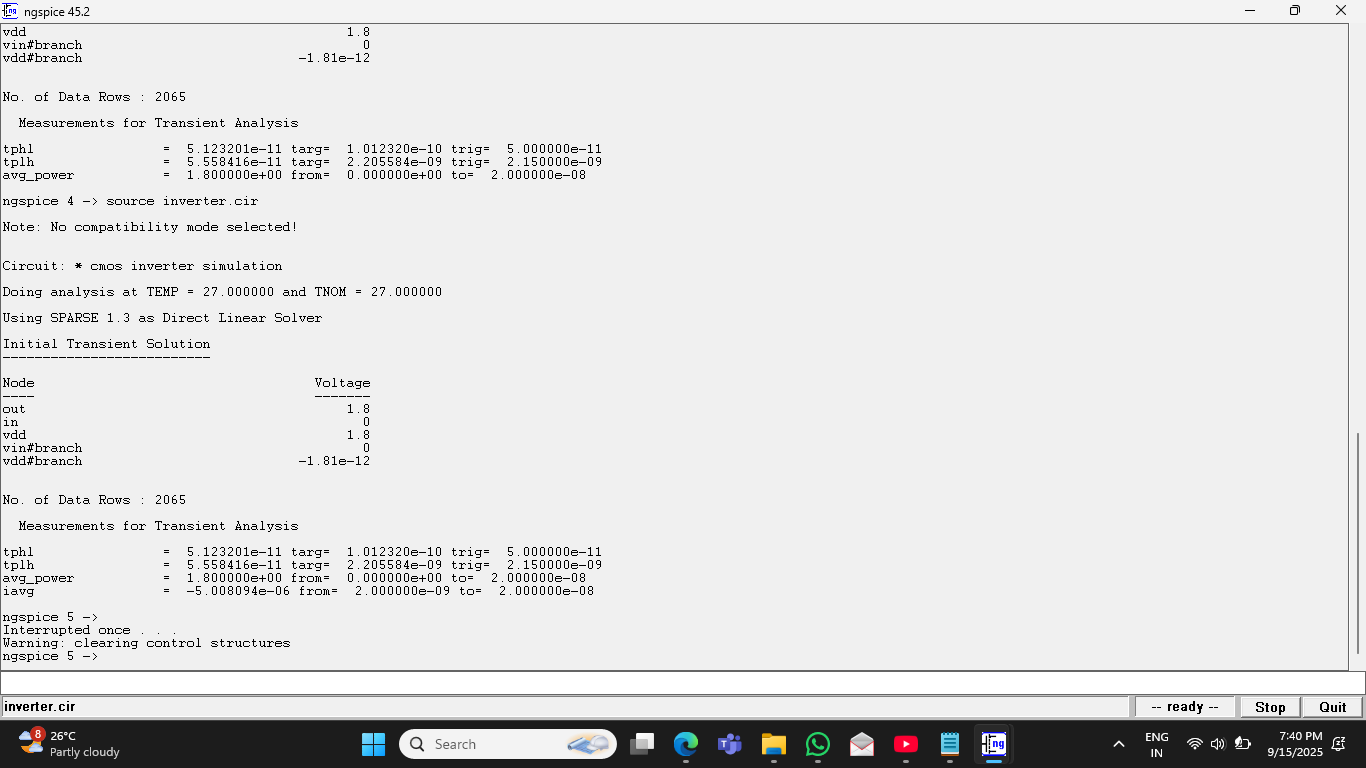 ngspice 45.2
vdd 1.8
vin#branch 0
vdd#branch -1.81e-12
No. of Data Rows : 2065
Measurements for Transient Analysis
tphl = 5.123201e-11 targ= 1.012320e-10 trig= 5.000000e-11
tplh = 5.558416e-11 targ= 2.205584e-09 trig= 2.150000e-09
avg_power = 1.800000e+00 from= 0.000000e+00 to= 2.000000e-08
ngspice 4 -> source inverter.cir
Note: No compatibility mode selected!
Circuit: * cmos inverter simulation
Doing analysis at TEMP = 27.000000 and TNOM = 27.000000
Using SPARSE 1.3 as Direct Linear Solver
Initial Transient Solution
--------------------------
Node Voltage
---- -------
out 1.8
in 0
vdd 1.8
vin#branch 0
vdd#branch -1.81e-12
No. of Data Rows : 2065
Measurements for Transient Analysis
tphl = 5.123201e-11 targ= 1.012320e-10 trig= 5.000000e-11
tplh = 5.558416e-11 targ= 2.205584e-09 trig= 2.150000e-09
avg_power = 1.800000e+00 from= 0.000000e+00 to= 2.000000e-08
iavg = -5.008094e-06 from= 2.000000e-09 to= 2.000000e-08
ngspice 5 ->
Interrupted once . . .
Warning: clearing control structures
ngspice 5 ->
inverter.cir -- ready -- Stop Quit
8 26°C
Partly cloudy
Search
ng
ENG
IN
7:40 PM
9/15/2025